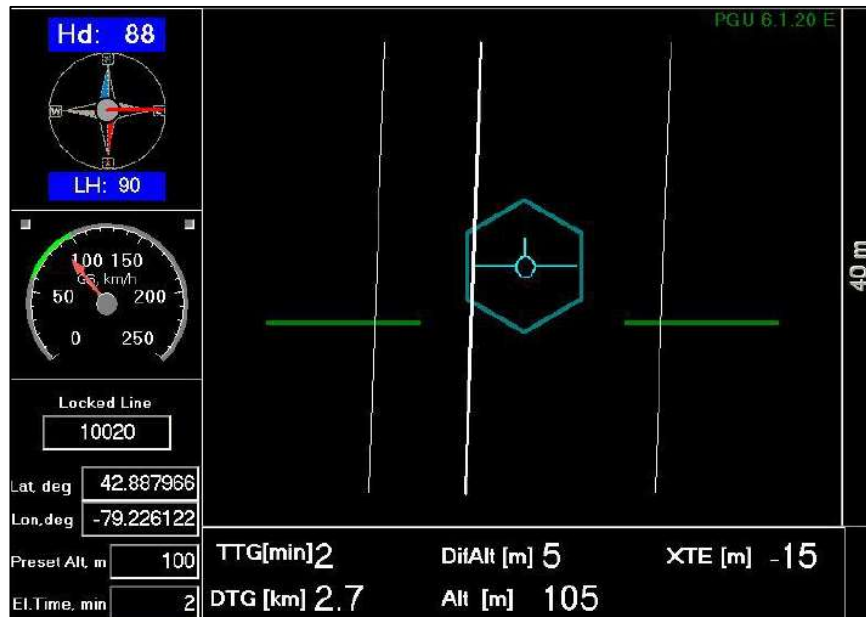 PGU 6.1.20 E
Hd: 88
N
W
E
LH: 90
100 150
GS, km/h
50 200
0 250
Locked Line
10020
Lat, deg 42.887966
Lon,deg -79.226122
Preset Alt, m 100
El.Time, min 2
40 m
TTG[min] 2 DifAlt [m] 5 XTE [m] -15
DTG [km] 2.7 Alt [m] 105